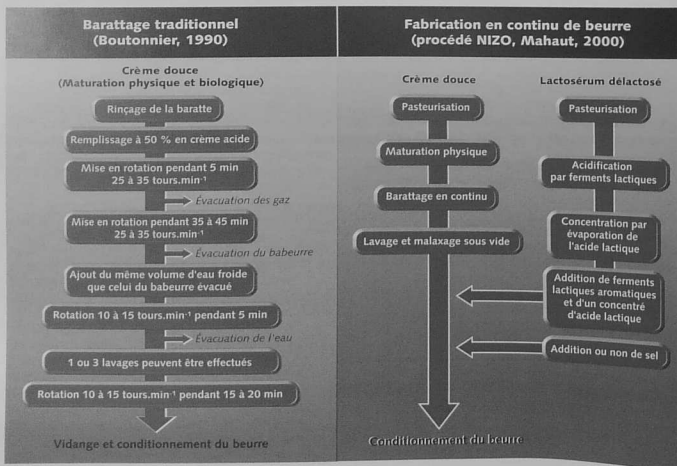 Barattage traditionnel
(Boutonnier, 1990)
Crème douce
(Maturation physique et biologique)
Rinçage de la baratte
Remplissage à 50 % en crème acide
Mise en rotation pendant 5 min
25 à 35 tours.min⁻¹
Évacuation des gaz
Mise en rotation pendant 35 à 45 min
25 à 35 tours.min⁻¹
Évacuation du babeurre
Ajout du même volume d'eau froide
que celui du babeurre évacué
Rotation 10 à 15 tours.min⁻¹ pendant 5 min
Évacuation de l'eau
1 ou 3 lavages peuvent être effectués
Rotation 10 à 15 tours.min⁻¹ pendant 15 à 20 min
Vidange et conditionnement du beurre
Fabrication en continu de beurre
(procédé NIZO, Mahaut, 2000)
Crème douce
Pasteurisation
Maturation physique
Barattage en continu
Lavage et malaxage sous vide
Conditionnement du beurre
Lactosérum délactosé
Pasteurisation
Acidification
par ferments lactiques
Concentration par
évaporation de
l'acide lactique
Addition de ferments
lactiques aromatiques
et d'un concentré
d'acide lactique
Addition ou non de sel